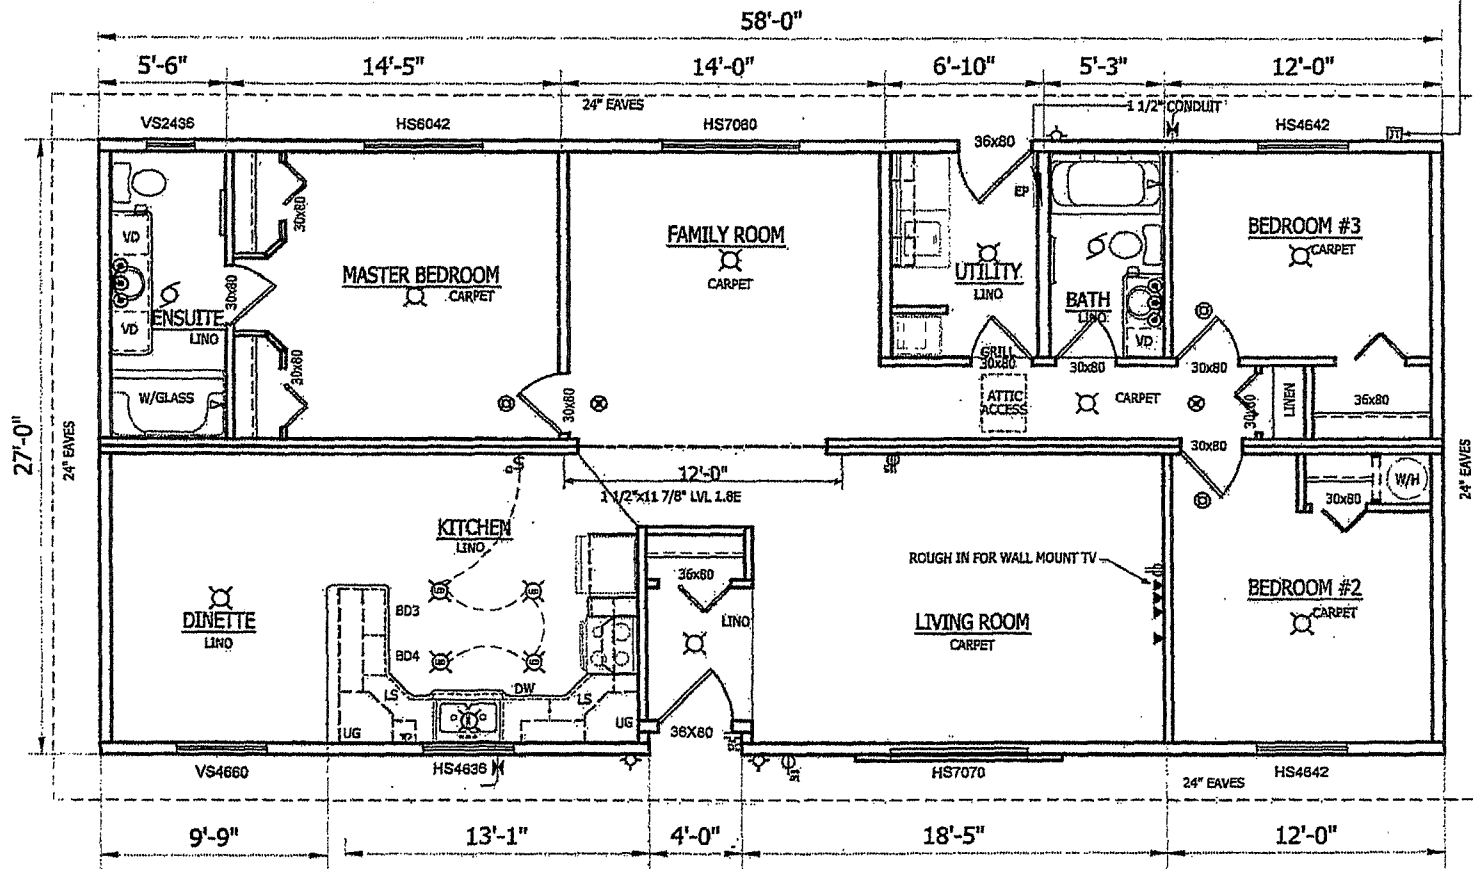 58'-0"
5'-6"
14'-5"
14'-0"
6'-10"
5'-3"
12'-0"
24" EAVES
1 1/2" CONDUIT
VS2436
HS6042
HS7060
36x80
HS4642
JT
EP
30x80
VD
FAMILY ROOM
CARPET
BEDROOM #3
CARPET
MASTER BEDROOM
CARPET
UTILITY
LINO
30x80
BATH
LINO
ENSUITE
LINO
VD
VD
30x80
GRILL
30x80
30x80
30x80
W/GLASS
30x80
ATTIC
ACCESS
CARPET
30x80
LINEN
36x80
27'-0"
24" EAVES
30x80
24" EAVES
12'-0"
1 1/2"x11 7/8" LVL 1.8E
W/H
30x80
KITCHEN
LINO
ROUGH IN FOR WALL MOUNT TV
36x80
BEDROOM #2
CARPET
BD3
DINETTE
LINO
LINO
LIVING ROOM
CARPET
BD4
LS
DW
LS
UG
UG
36X80
VS4660
HS4636
HS7070
HS4642
24" EAVES
9'-9"
13'-1"
4'-0"
18'-5"
12'-0"